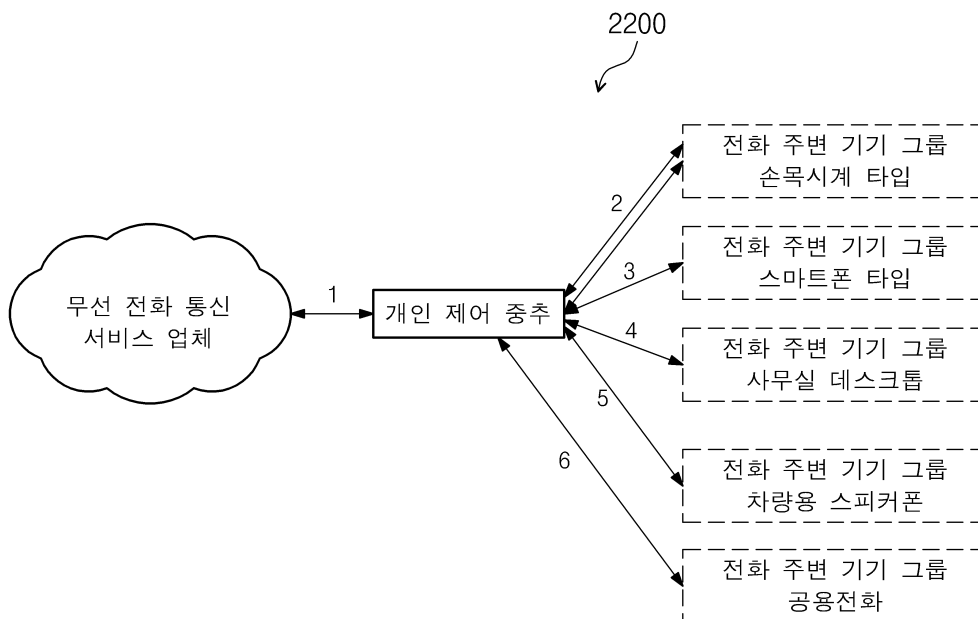 2200
전화 주변 기기 그룹
손목시계 타입
2
전화 주변 기기 그룹
스마트폰 타입
3
무선 전화 통신
서비스 업체
1
개인 제어 중추
4
전화 주변 기기 그룹
사무실 데스크톱
5
전화 주변 기기 그룹
차량용 스피커폰
6
전화 주변 기기 그룹
공용전화